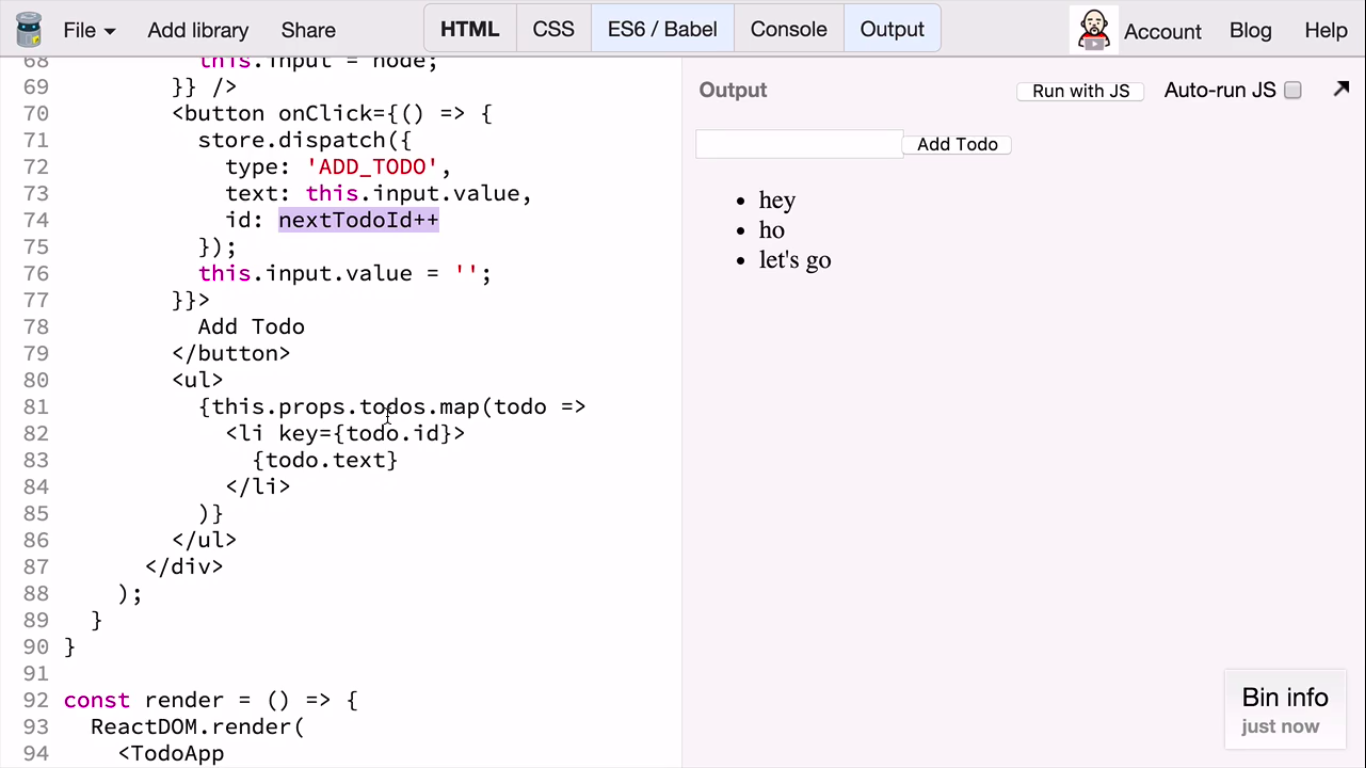 File Add library Share HTML CSS ES6 / Babel Console Output Account Blog Help
68 this.input = node;
69 }} />
70 <button onClick={() => {
71 store.dispatch({
72 type: 'ADD_TODO',
73 text: this.input.value,
74 id: nextTodoId++
75 });
76 this.input.value = '';
77 }}>
78 Add Todo
79 </button>
80 <ul>
81 {this.props.todos.map(todo =>
82 <li key={todo.id}>
83 {todo.text}
84 </li>
85 )}
86 </ul>
87 </div>
88 );
89 }
90 }
91
92 const render = () => {
93 ReactDOM.render(
94 <TodoApp
Output Run with JS Auto-run JS
Add Todo
• hey
• ho
• let's go
Bin info
just now